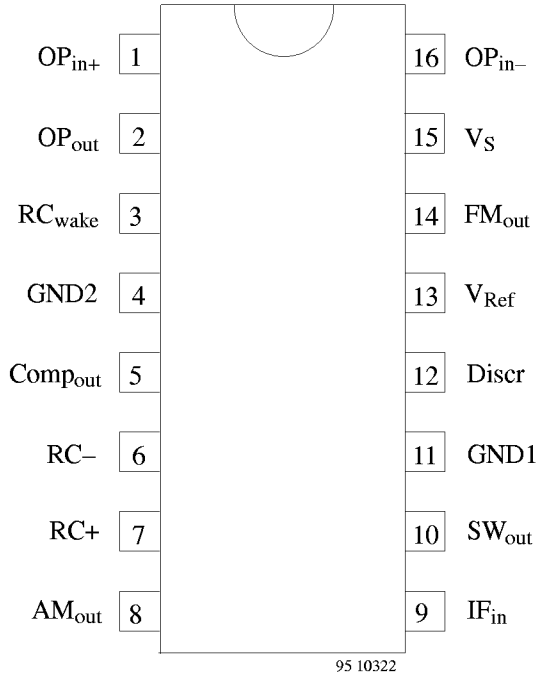 OPin+ 1 16 OPin–
OPout 2 15 VS
RCwake 3 14 FMout
GND2 4 13 VRef
Compout 5 12 Discr
RC– 6 11 GND1
RC+ 7 10 SWout
AMout 8 9 IFin
95 10322